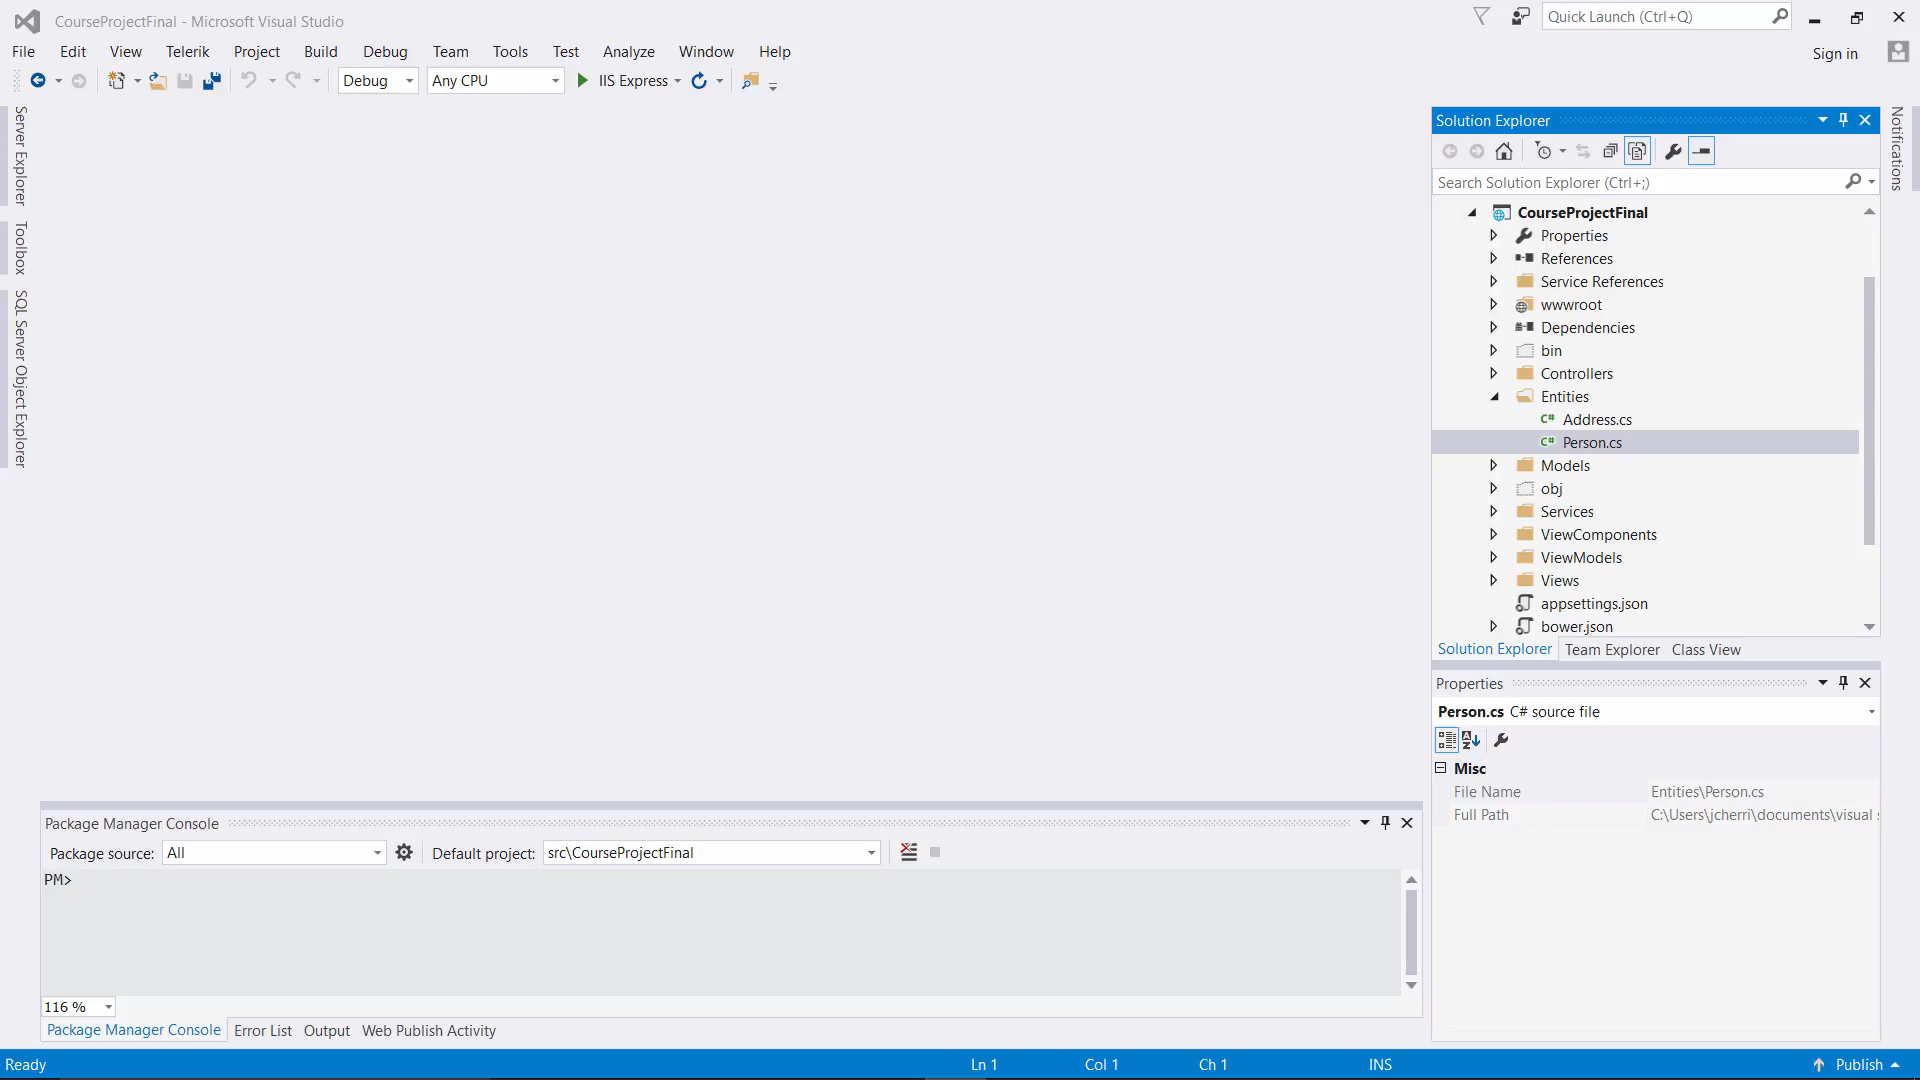 CourseProjectFinal - Microsoft Visual Studio
Quick Launch (Ctrl+Q)
File Edit View Telerik Project Build Debug Team Tools Test Analyze Window Help
Sign in
Debug Any CPU IIS Express
Server Explorer
Toolbox
SQL Server Object Explorer
Notifications
Solution Explorer
Search Solution Explorer (Ctrl+;)
CourseProjectFinal
Properties
References
Service References
wwwroot
Dependencies
bin
Controllers
Entities
C# Address.cs
C# Person.cs
Models
obj
Services
ViewComponents
ViewModels
Views
appsettings.json
bower.json
Solution Explorer Team Explorer Class View
Properties
Person.cs C# source file
Misc
File Name Entities\Person.cs
Full Path C:\Users\jcherri\documents\visual
Package Manager Console
Package source: All Default project: src\CourseProjectFinal
PM>
116 %
Package Manager Console Error List Output Web Publish Activity
Ready Ln 1 Col 1 Ch 1 INS Publish